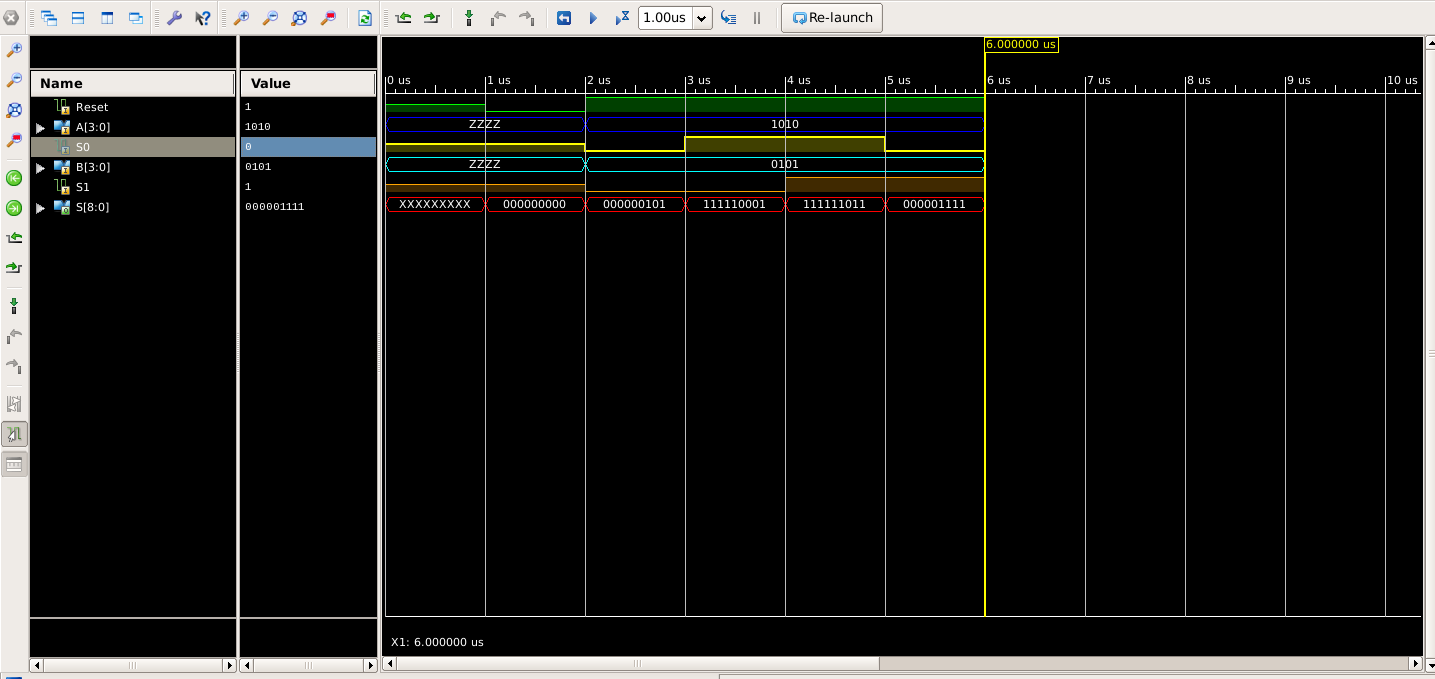 1.00us
Re-launch
6.000000 us
Name
Value
0 us
1 us
2 us
3 us
4 us
5 us
6 us
7 us
8 us
9 us
10 us
Reset
1
A[3:0]
1010
ZZZZ
1010
S0
0
B[3:0]
0101
ZZZZ
0101
S1
1
S[8:0]
000001111
XXXXXXXXX
000000000
000000101
111110001
111111011
000001111
X1: 6.000000 us